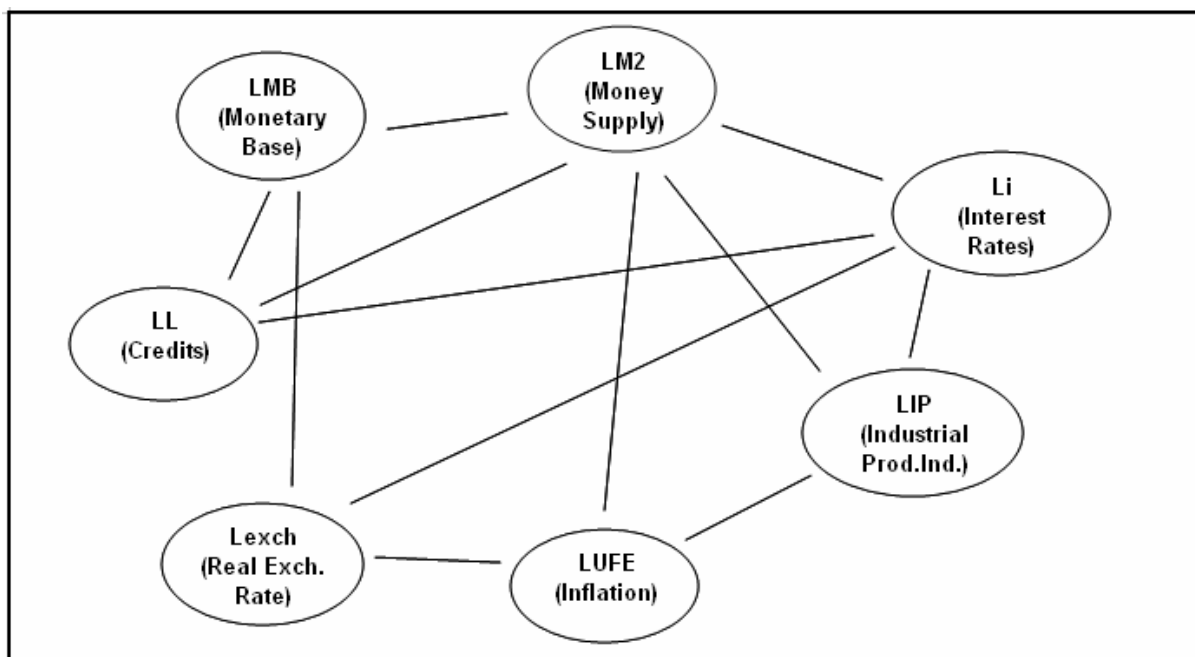 LMB
(Monetary
Base)
LM2
(Money
Supply)
Li
(Interest
Rates)
LL
(Credits)
LIP
(Industrial
Prod.Ind.)
Lexch
(Real Exch.
Rate)
LUFE
(Inflation)